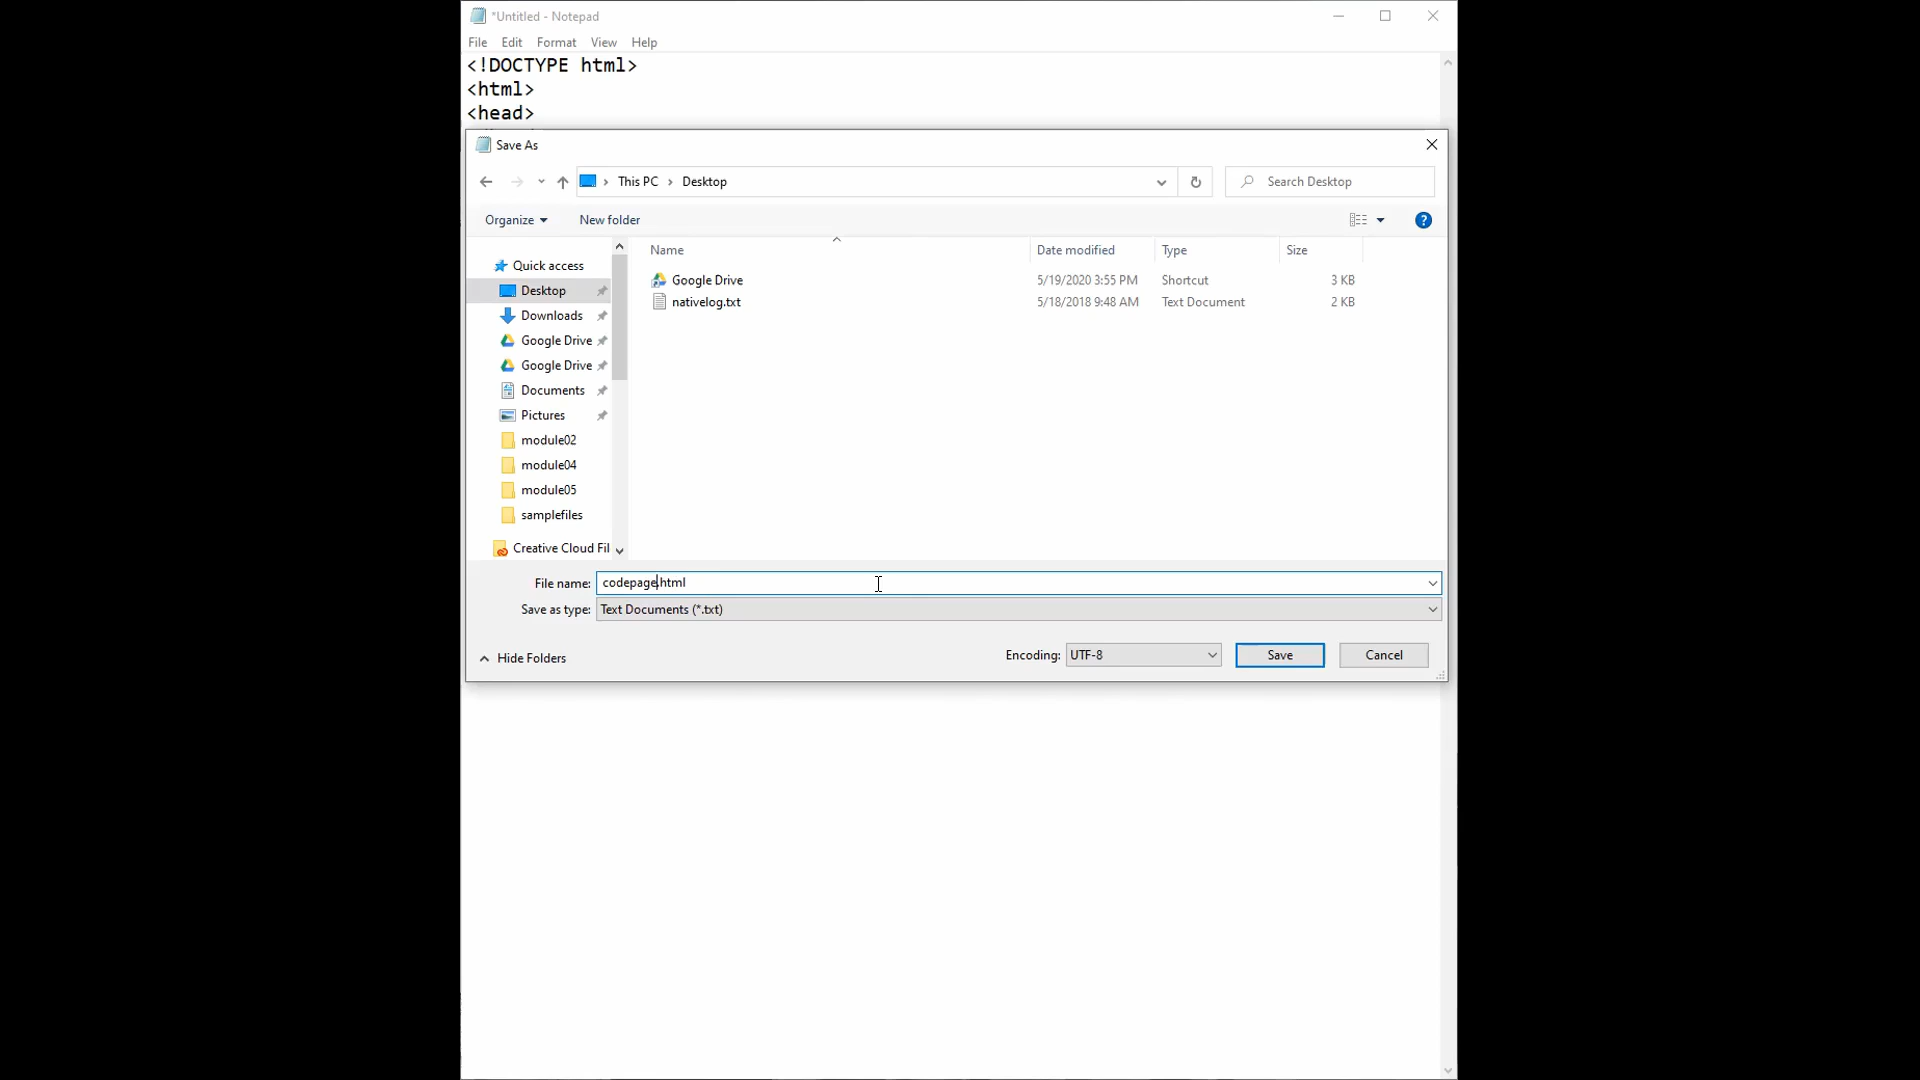 *Untitled - Notepad
File Edit Format View Help
<!DOCTYPE html>
<html>
<head>
Save As
This PC > Desktop
Search Desktop
Organize New folder
Name Date modified Type Size
Quick access
Google Drive 5/19/2020 3:55 PM Shortcut 3 KB
Desktop
nativelog.txt 5/18/2018 9:48 AM Text Document 2 KB
Downloads
Google Drive
Google Drive
Documents
Pictures
module02
module04
module05
samplefiles
Creative Cloud Fil
File name: codepage.html
Save as type: Text Documents (*.txt)
Hide Folders
Encoding: UTF-8
Save
Cancel